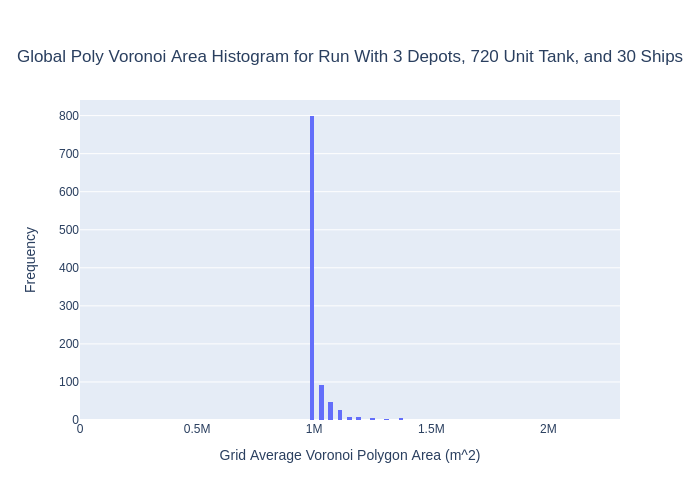 Global Poly Voronoi Area Histogram for Run With 3 Depots, 720 Unit Tank, and 30 Ships
800
700
600
500
400
300
200
100
0
Frequency
0 0.5M 1M 1.5M 2M
Grid Average Voronoi Polygon Area (m^2)